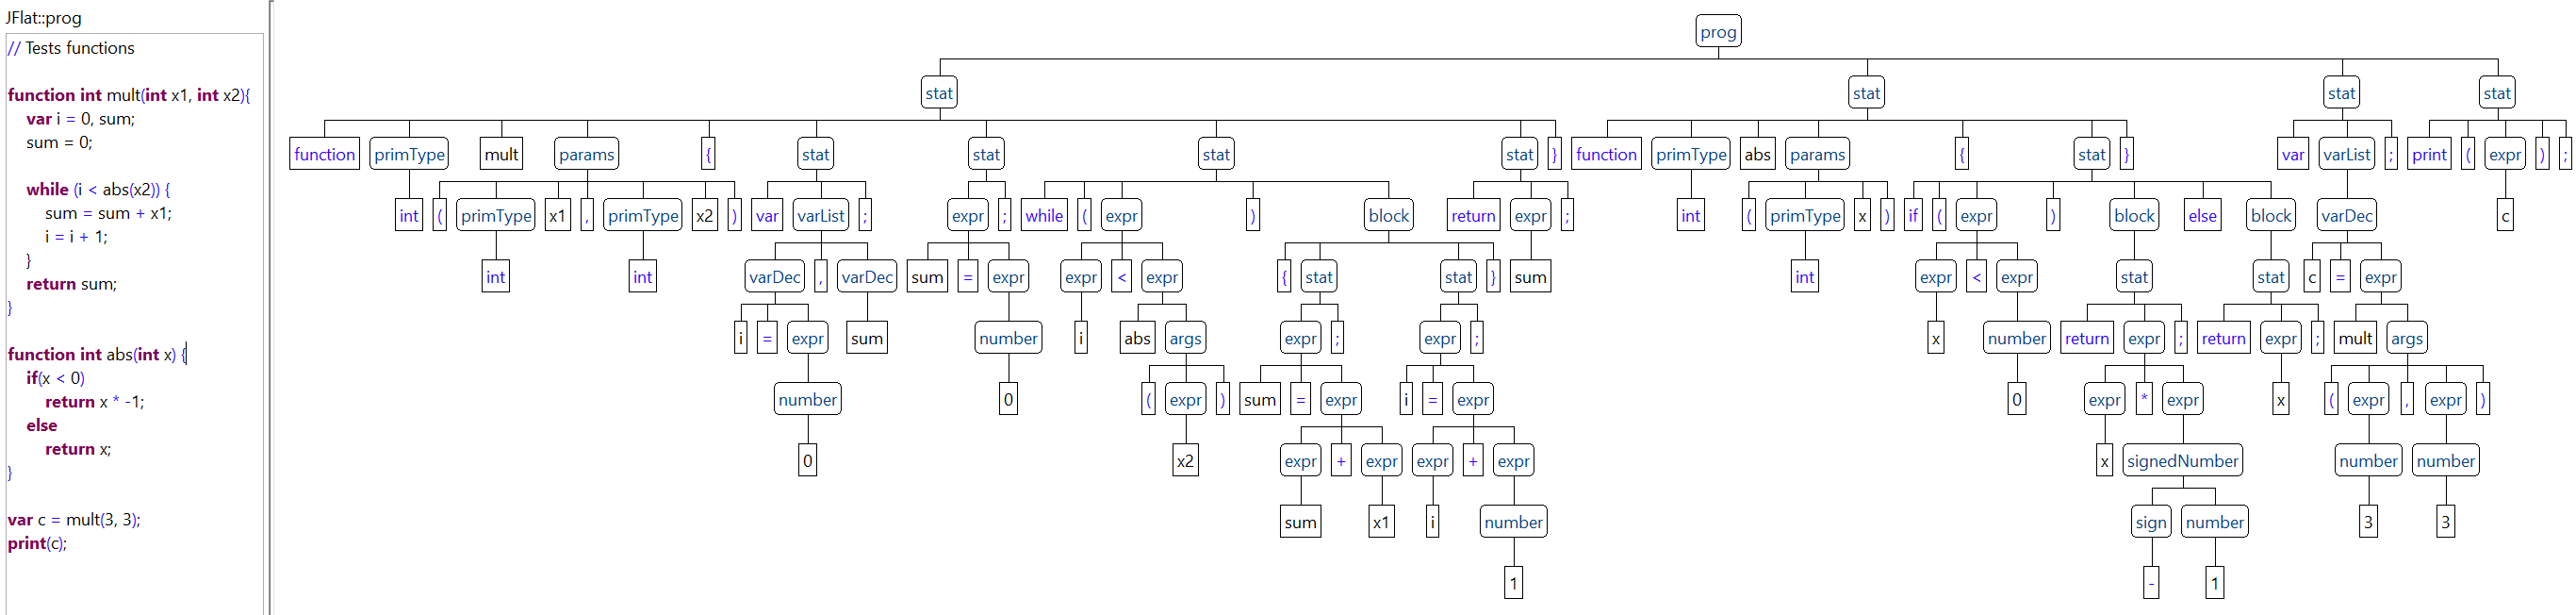 JFlat::prog
// Tests functions
function int mult(int x1, int x2){
var i = 0, sum;
sum = 0;
while (i < abs(x2)) {
sum = sum + x1;
i = i + 1;
}
return sum;
}
function int abs(int x) {
if(x < 0)
return x * -1;
else
return x;
}
var c = mult(3, 3);
print(c);
prog
stat stat stat stat
function primType mult params { stat stat stat stat } function primType abs params { stat } var varList ; print ( expr ) ;
int ( primType x1 , primType x2 ) var varList ; expr ; while ( expr ) block return expr ; int ( primType x ) if ( expr ) block else block varDec c
int int varDec , varDec sum = expr expr < expr { stat stat } sum int expr < expr stat stat c = expr
i = expr sum number i abs args expr ; expr ; x number return expr ; return expr ; mult args
number 0 ( expr ) sum = expr i = expr 0 expr * expr x ( expr , expr )
0 x2 expr + expr expr + expr x signedNumber number number
sum x1 i number sign number 3 3
1 - 1